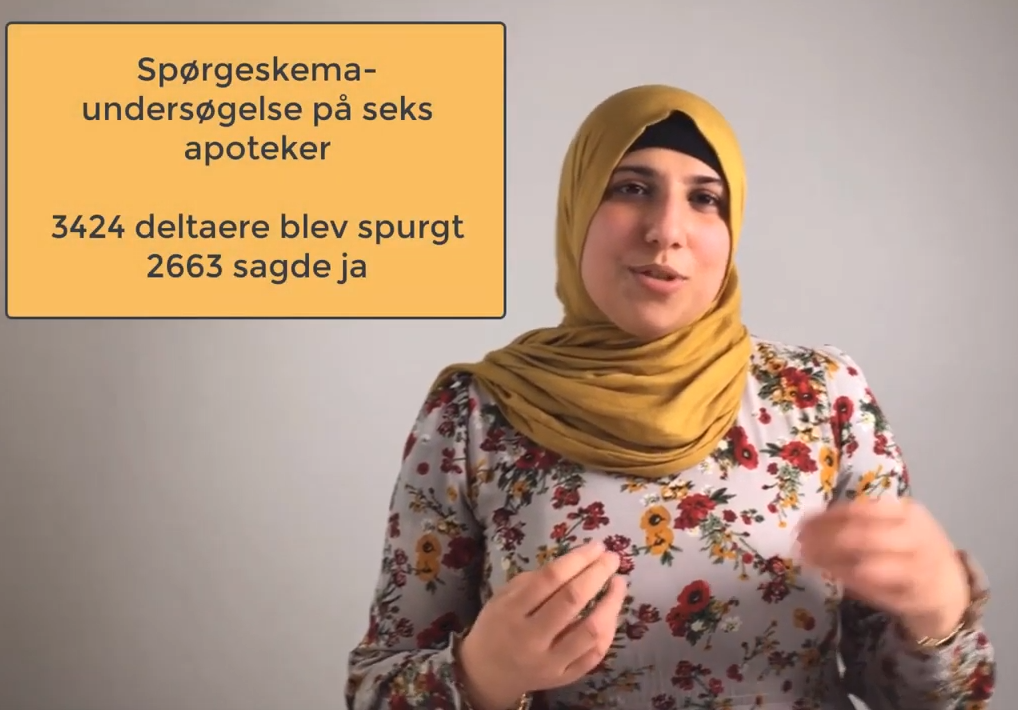 Spørgeskema-
undersøgelse på seks
apoteker
3424 deltaere blev spurgt
2663 sagde ja